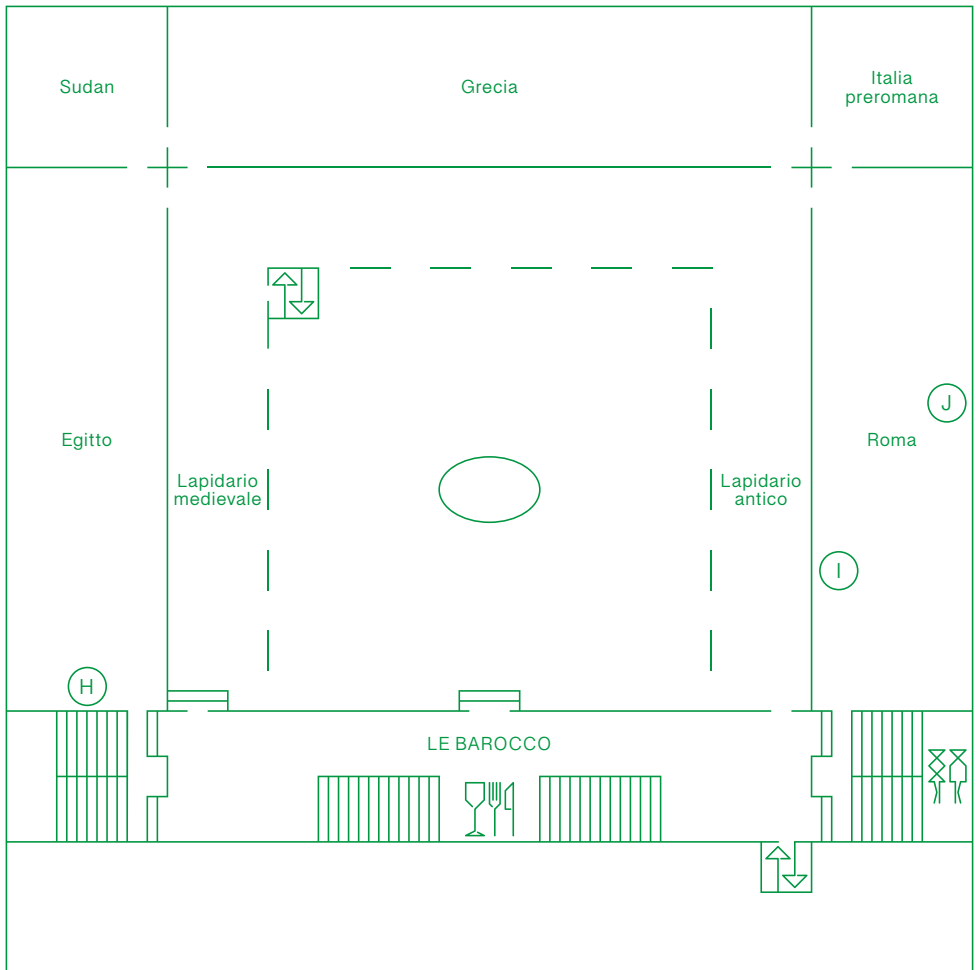 Sudan
Grecia
Italia
preromana
J
Egitto
Roma
Lapidario
medievale
Lapidario
antico
I
H
LE BAROCCO